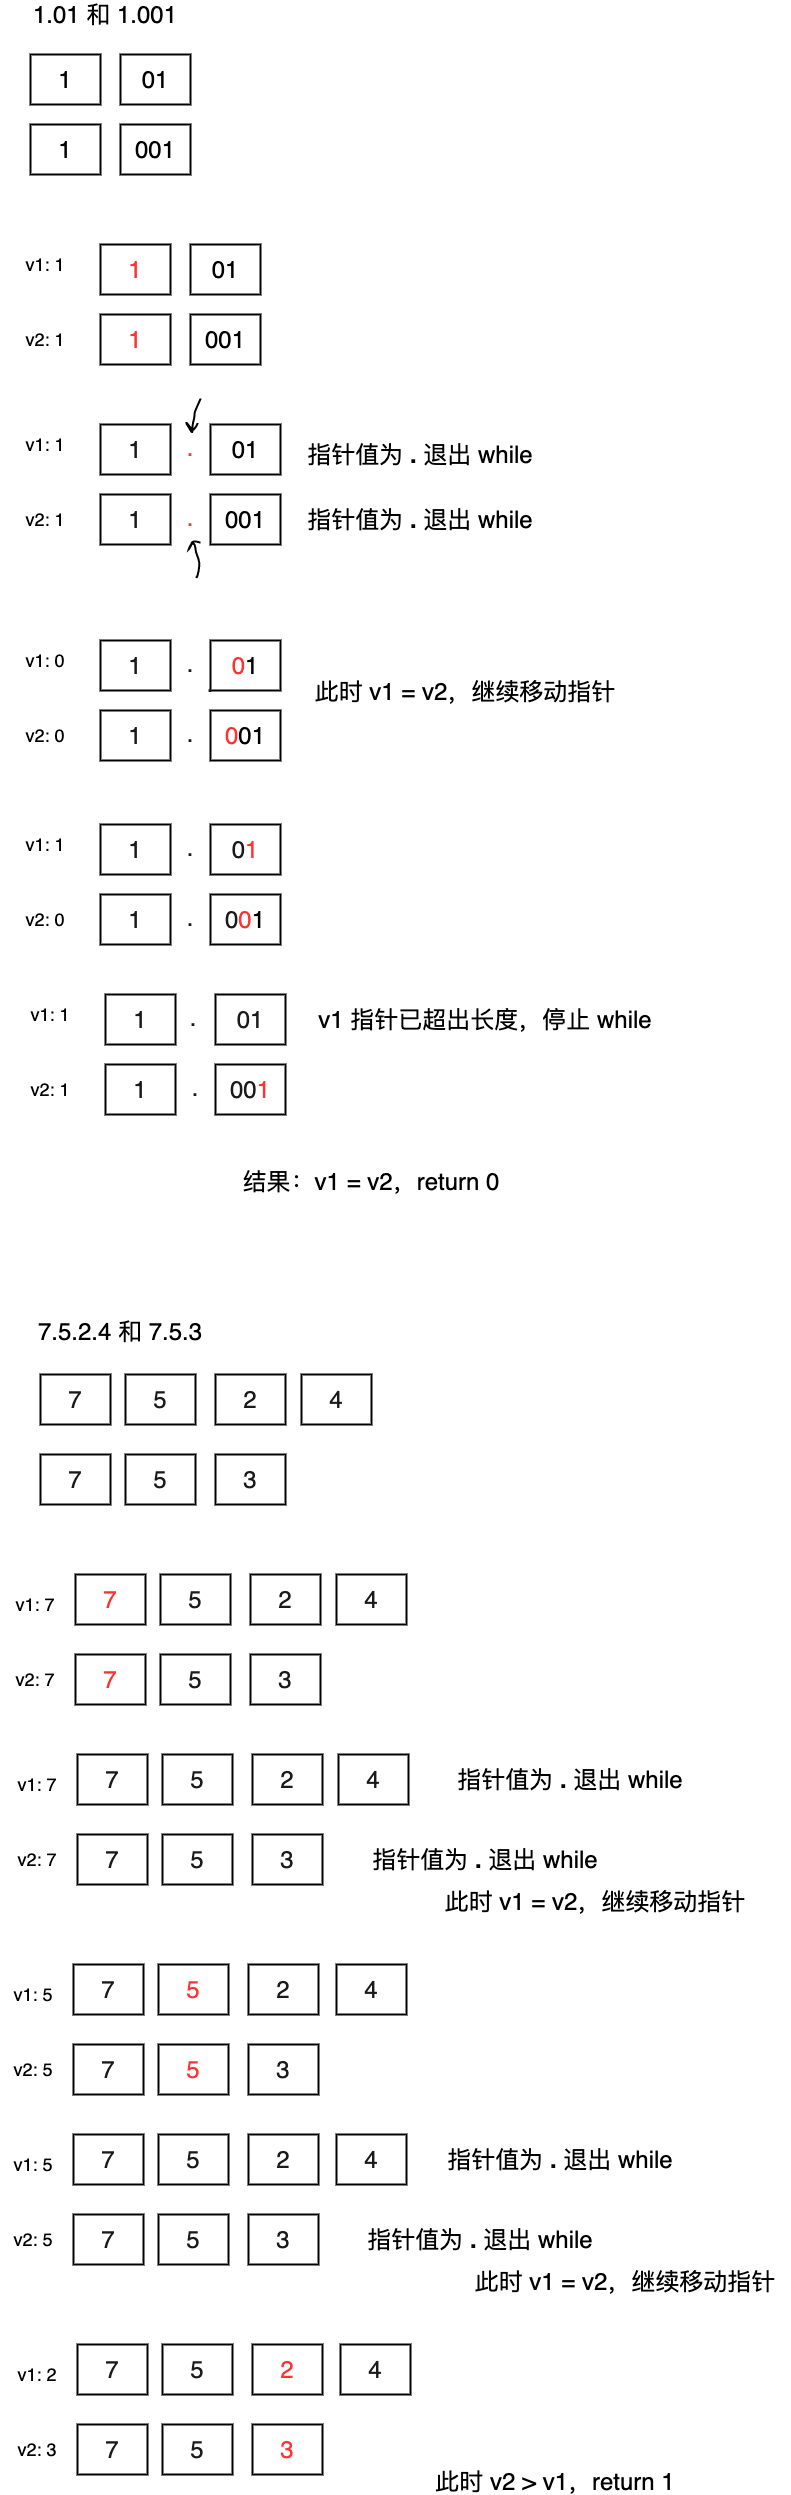 1.01 和 1.001
1 01
1 001
v1: 1 1 01
v2: 1 1 001
v1: 1 1 . 01 指针值为 . 退出 while
v2: 1 1 . 001 指针值为 . 退出 while
v1: 0 1 . 01
此时 v1 = v2，继续移动指针
v2: 0 1 . 001
v1: 1 1 . 01
v2: 0 1 . 001
v1: 1 1 . 01 v1 指针已超出长度，停止 while
v2: 1 1 . 001
结果：v1 = v2，return 0
7.5.2.4 和 7.5.3
7 5 2 4
7 5 3
v1: 7 7 5 2 4
v2: 7 7 5 3
v1: 7 7 5 2 4 指针值为 . 退出 while
v2: 7 7 5 3 指针值为 . 退出 while
此时 v1 = v2，继续移动指针
v1: 5 7 5 2 4
v2: 5 7 5 3
v1: 5 7 5 2 4 指针值为 . 退出 while
v2: 5 7 5 3 指针值为 . 退出 while
此时 v1 = v2，继续移动指针
v1: 2 7 5 2 4
v2: 3 7 5 3
此时 v2 > v1，return 1